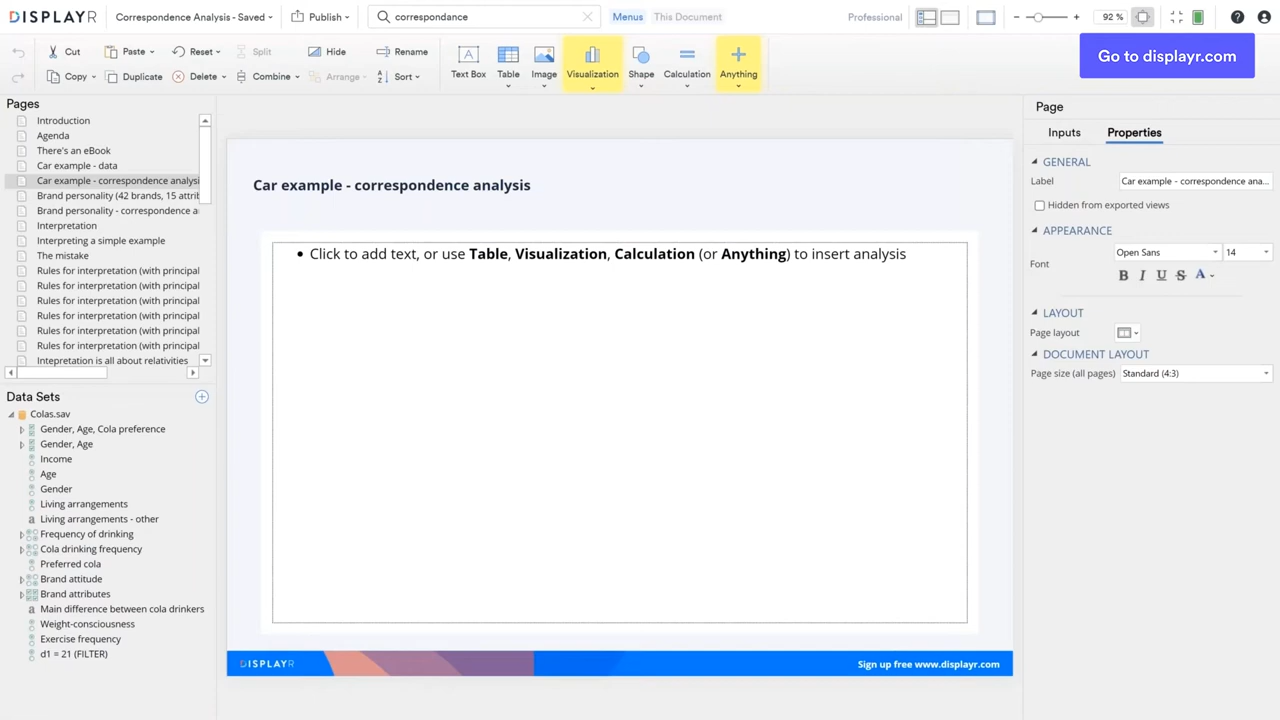 DISPLAYR
Correspondence Analysis - Saved
Publish
correspondance
Menus
This Document
Professional
92 %
Cut
Paste
Reset
Split
Hide
Rename
Copy
Duplicate
Delete
Combine
Arrange
Sort
Text Box
Table
Image
Visualization
Shape
Calculation
Anything
Go to displayr.com
Pages
Introduction
Agenda
There's an eBook
Car example - data
Car example - correspondence analysi
Brand personality (42 brands, 15 attrib
Brand personality - correspondence a
Interpretation
Interpreting a simple example
The mistake
Rules for interpretation (with principal
Rules for interpretation (with principal
Rules for interpretation (with principal
Rules for interpretation (with principal
Rules for interpretation (with principal
Rules for interpretation (with principal
Intepretation is all about relativities
Data Sets
Colas.sav
Gender, Age, Cola preference
Gender, Age
Income
Age
Gender
Living arrangements
Living arrangements - other
Frequency of drinking
Cola drinking frequency
Preferred cola
Brand attitude
Brand attributes
Main difference between cola drinkers
Weight-consciousness
Exercise frequency
d1 = 21 (FILTER)
Car example - correspondence analysis
• Click to add text, or use Table, Visualization, Calculation (or Anything) to insert analysis
DISPLAYR
Sign up free www.displayr.com
Page
Inputs
Properties
GENERAL
Label
Car example - correspondence ana...
Hidden from exported views
APPEARANCE
Font
Open Sans
14
B I U S A
LAYOUT
Page layout
DOCUMENT LAYOUT
Page size (all pages)
Standard (4:3)